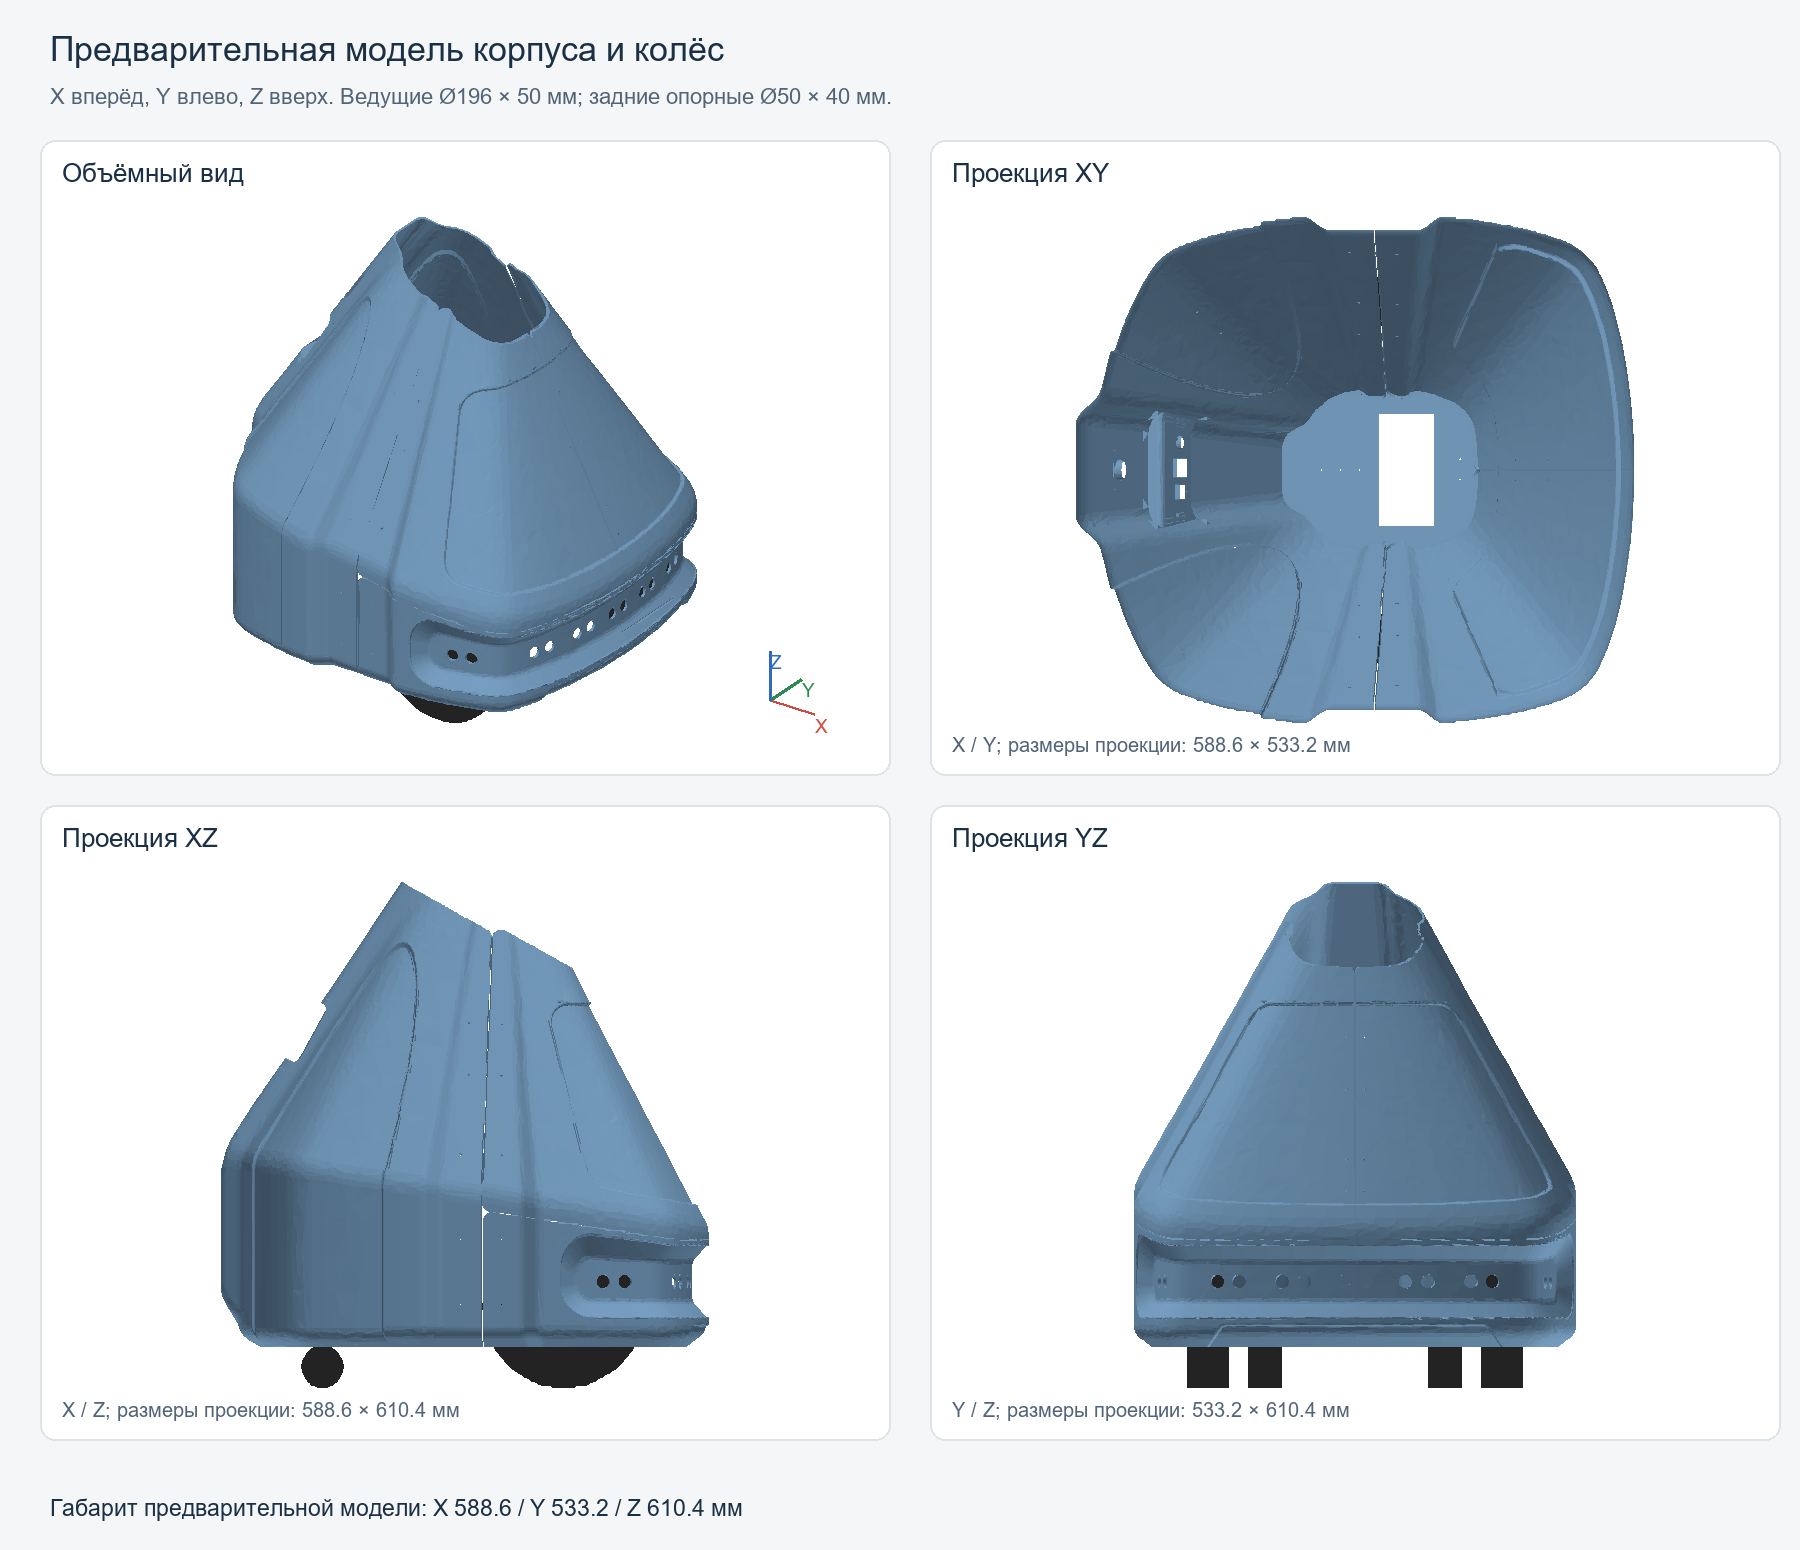 Предварительная модель корпуса и колёс
X вперёд, Y влево, Z вверх. Ведущие Ø196 × 50 мм; задние опорные Ø50 × 40 мм.
Объёмный вид
Z
Y
X
Проекция XY
X / Y; размеры проекции: 588.6 × 533.2 мм
Проекция XZ
X / Z; размеры проекции: 588.6 × 610.4 мм
Проекция YZ
Y / Z; размеры проекции: 533.2 × 610.4 мм
Габарит предварительной модели: X 588.6 / Y 533.2 / Z 610.4 мм